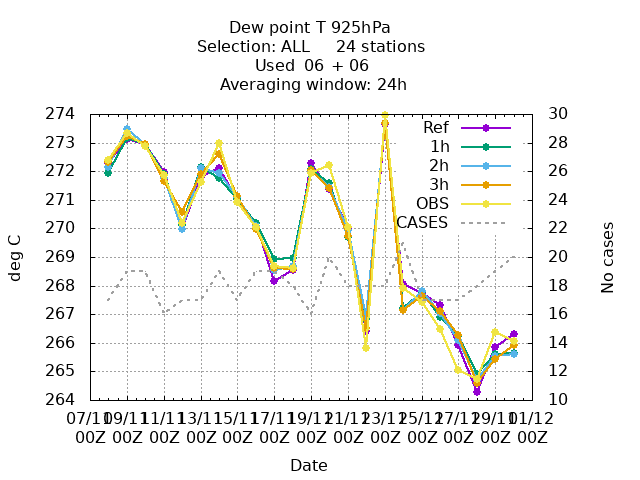 Dew point T 925hPa
Selection: ALL     24 stations
Used  06 + 06
Averaging window: 24h
274
273
272
271
270
269
268
267
266
265
264
deg C
30
28
26
24
22
20
18
16
14
12
10
No cases
Ref
1h
2h
3h
OBS
CASES
07/11 09/11 11/11 13/11 15/11 17/11 19/11 21/11 23/11 25/11 27/11 29/11 01/12
00Z 00Z 00Z 00Z 00Z 00Z 00Z 00Z 00Z 00Z 00Z 00Z 00Z
Date